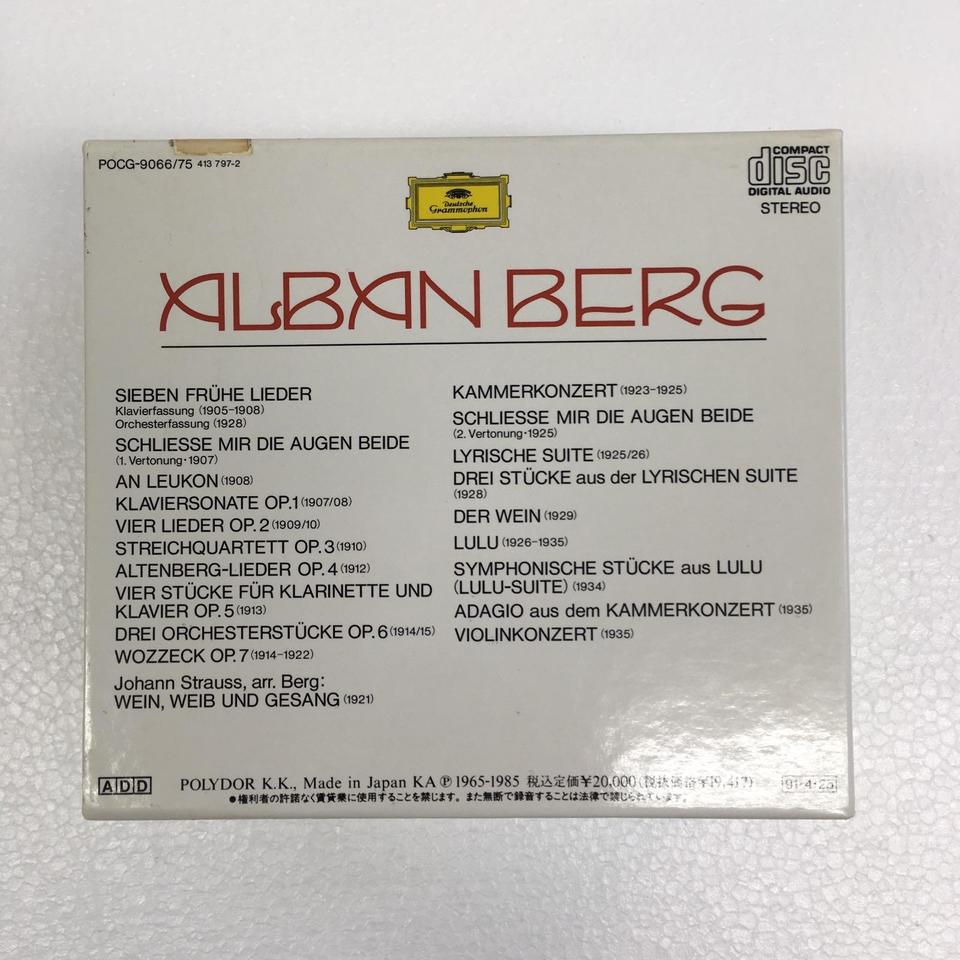 POCG-9066/75 413 797-2
COMPACT
disc
DIGITAL AUDIO
STEREO
Deutsche
Grammophon
ALBAN BERG
SIEBEN FRÜHE LIEDER
Klavierfassung (1905-1908)
Orchesterfassung (1928)
SCHLIESSE MIR DIE AUGEN BEIDE
(1. Vertonung·1907)
AN LEUKON (1908)
KLAVIERSONATE OP.1 (1907/08)
VIER LIEDER OP.2 (1909/10)
STREICHQUARTETT OP.3 (1910)
ALTENBERG-LIEDER OP.4 (1912)
VIER STÜCKE FÜR KLARINETTE UND
KLAVIER OP.5 (1913)
DREI ORCHESTERSTÜCKE OP.6 (1914/15)
WOZZECK OP.7 (1914-1922)
Johann Strauss, arr. Berg:
WEIN, WEIB UND GESANG (1921)
KAMMERKONZERT (1923-1925)
SCHLIESSE MIR DIE AUGEN BEIDE
(2. Vertonung·1925)
LYRISCHE SUITE (1925/26)
DREI STÜCKE aus der LYRISCHEN SUITE
(1928)
DER WEIN (1929)
LULU (1926-1935)
SYMPHONISCHE STÜCKE aus LULU
(LULU-SUITE) (1934)
ADAGIO aus dem KAMMERKONZERT (1935)
VIOLINKONZERT (1935)
ADD
POLYDOR K.K., Made in Japan KA Ⓟ 1965-1985 税込定価¥20,000 (税抜価格¥19,417)
91·4·25
●権利者の許諾なく賃貸業に使用することを禁じます。また無断で録音することは法律で禁じられています。